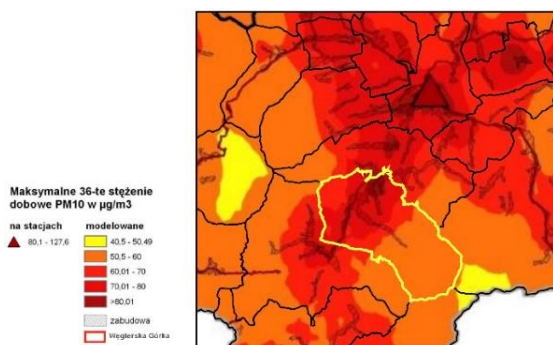 Maksymalne 36-te stężenie
dobowe PM10 w µg/m3
na stacjach
modelowane
80,1 - 127,6
40,5 - 50,49
50,5 - 60
60,01 - 70
70,01 - 80
>80,01
zabudowa
Węgierska Górka